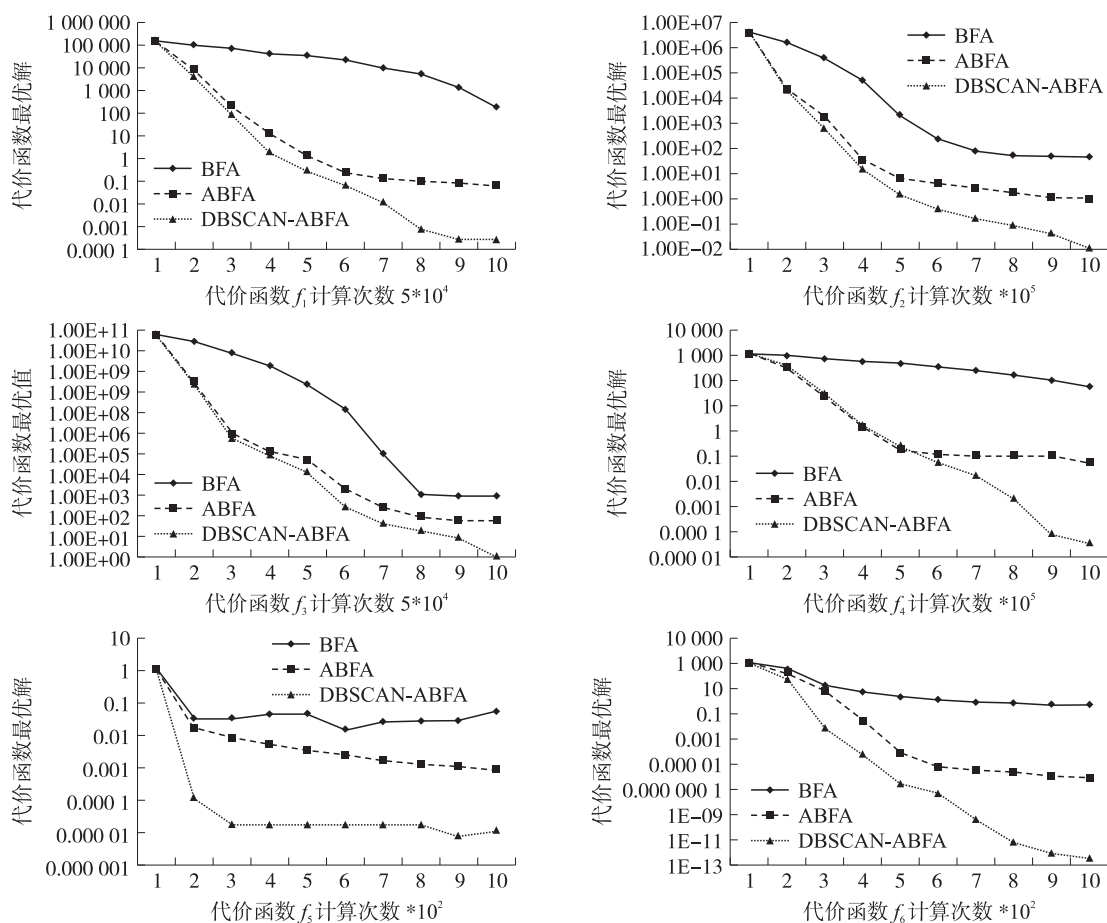 代价函数最优解
1 000 000
100 000
10 000
1 000
100
10
1
0.1
0.01
0.001
0.000 1
BFA
ABFA
DBSCAN-ABFA
1 2 3 4 5 6 7 8 9 10
代价函数 f₁计算次数 5*10⁴
代价函数最优解
1.00E+07
1.00E+06
1.00E+05
1.00E+04
1.00E+03
1.00E+02
1.00E+01
1.00E+00
1.00E−01
1.00E−02
BFA
ABFA
DBSCAN-ABFA
1 2 3 4 5 6 7 8 9 10
代价函数 f₂计算次数 *10⁵
代价函数最优值
1.00E+11
1.00E+10
1.00E+09
1.00E+09
1.00E+08
1.00E+06
1.00E+05
1.00E+04
1.00E+03
1.00E+02
1.00E+01
1.00E+00
BFA
ABFA
DBSCAN-ABFA
1 2 3 4 5 6 7 8 9 10
代价函数 f₃计算次数 5*10⁴
代价函数最优解
10 000
1 000
100
10
1
0.1
0.01
0.001
0.000 1
0.000 01
BFA
ABFA
DBSCAN-ABFA
1 2 3 4 5 6 7 8 9 10
代价函数 f₄计算次数 *10⁵
代价函数最优解
10
1
0.1
0.01
0.001
0.000 1
0.000 01
0.000 001
BFA
ABFA
DBSCAN-ABFA
1 2 3 4 5 6 7 8 9 10
代价函数 f₅计算次数 *10²
代价函数最优解
10 000
1 000
10
0.1
0.001
0.000 01
0.000 000 1
1E-09
1E-11
1E-13
BFA
ABFA
DBSCAN-ABFA
1 2 3 4 5 6 7 8 9 10
代价函数 f₆计算次数 *10²